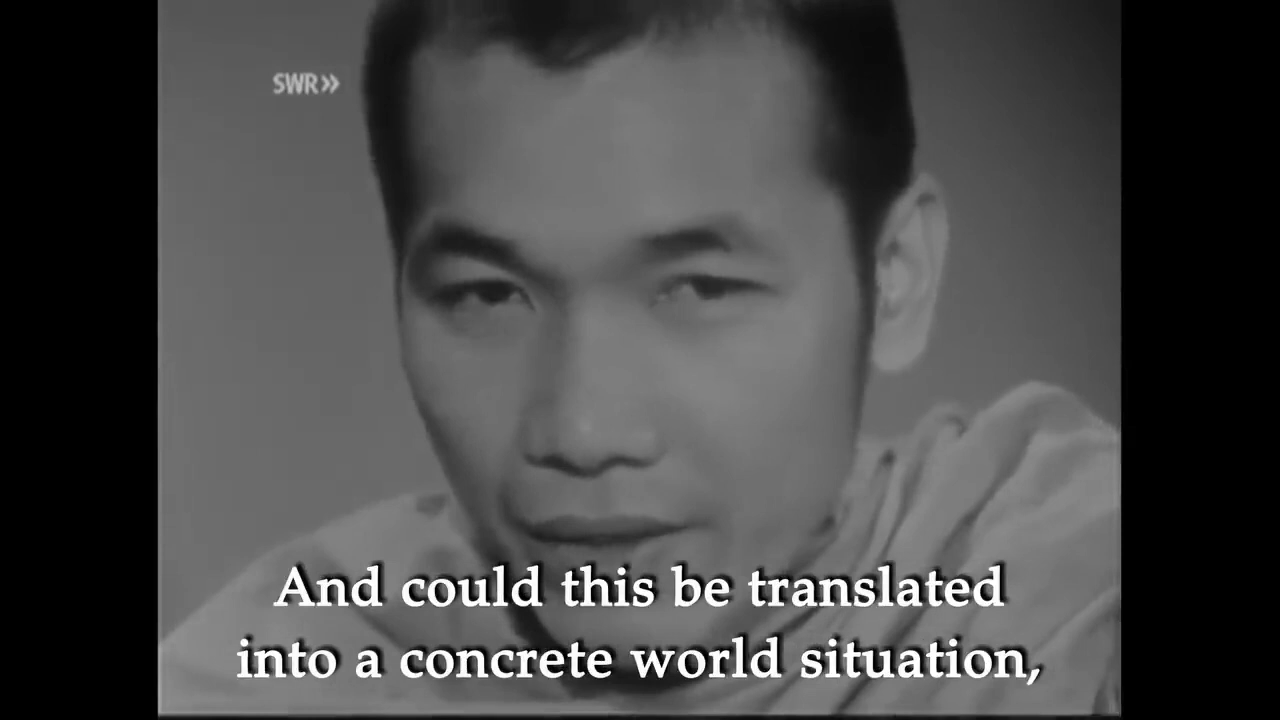 SWR»
And could this be translated
into a concrete world situation,